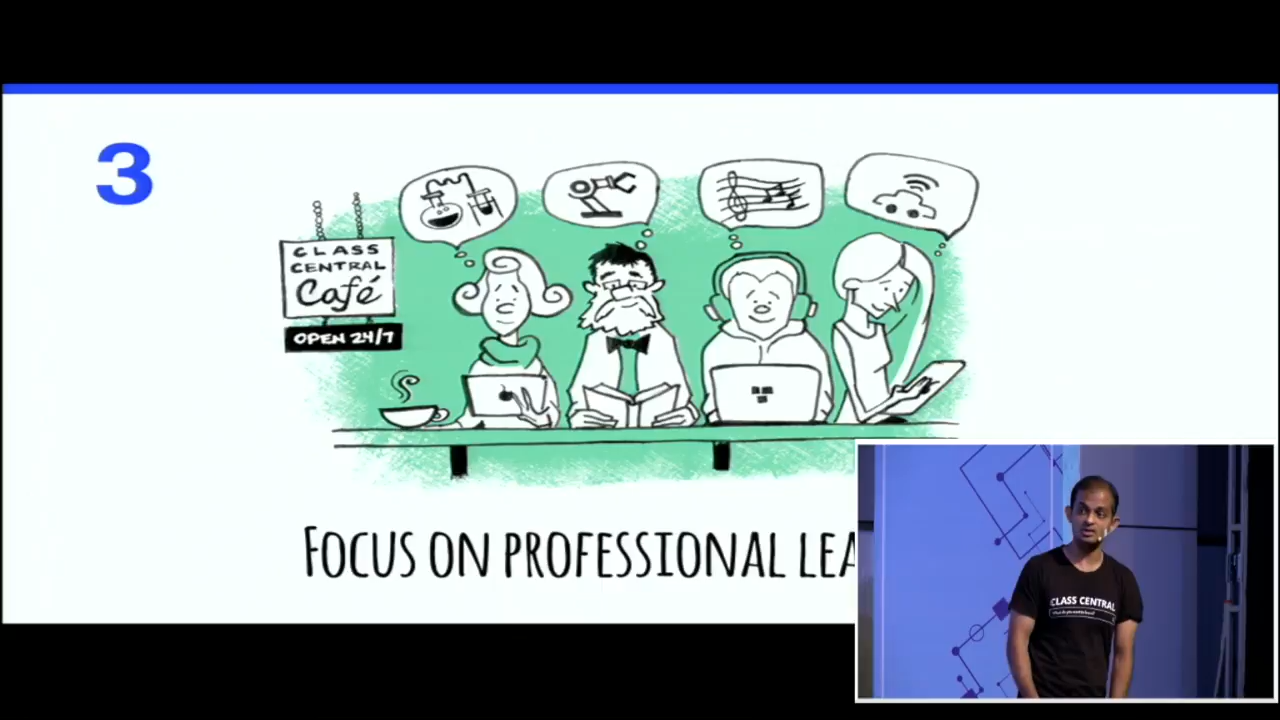 3
CLASS
CENTRAL
Café
OPEN 24/7
FOCUS ON PROFESSIONAL LEA
CLASS CENTRAL